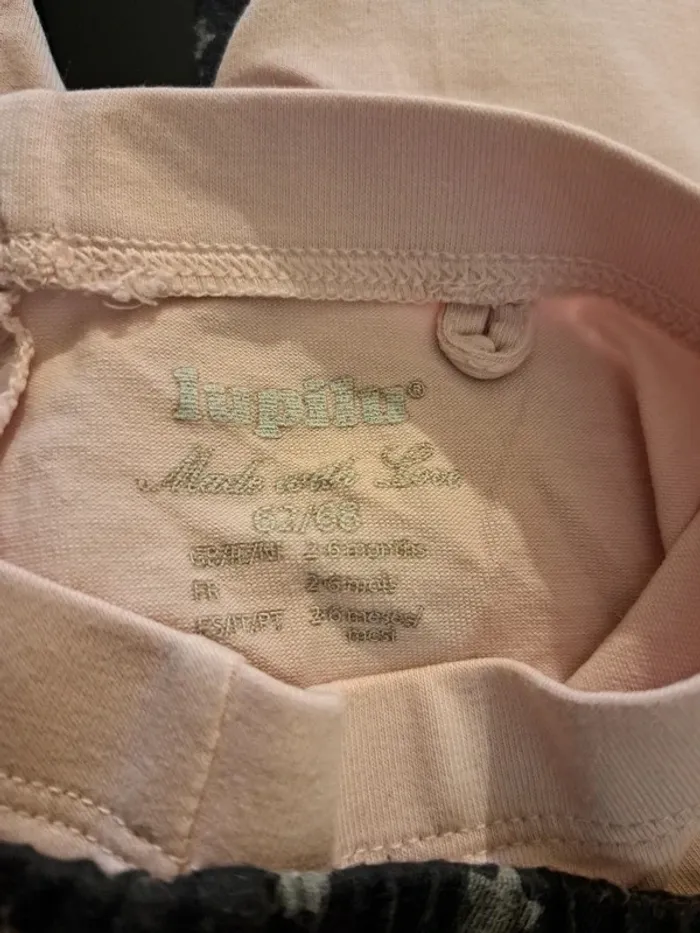 lupilu®
Made with Love
62/68
GB/IE/NI 2-6 months
FR 2-6 mois
ES/IT/PT 2-6 meses/
mesi